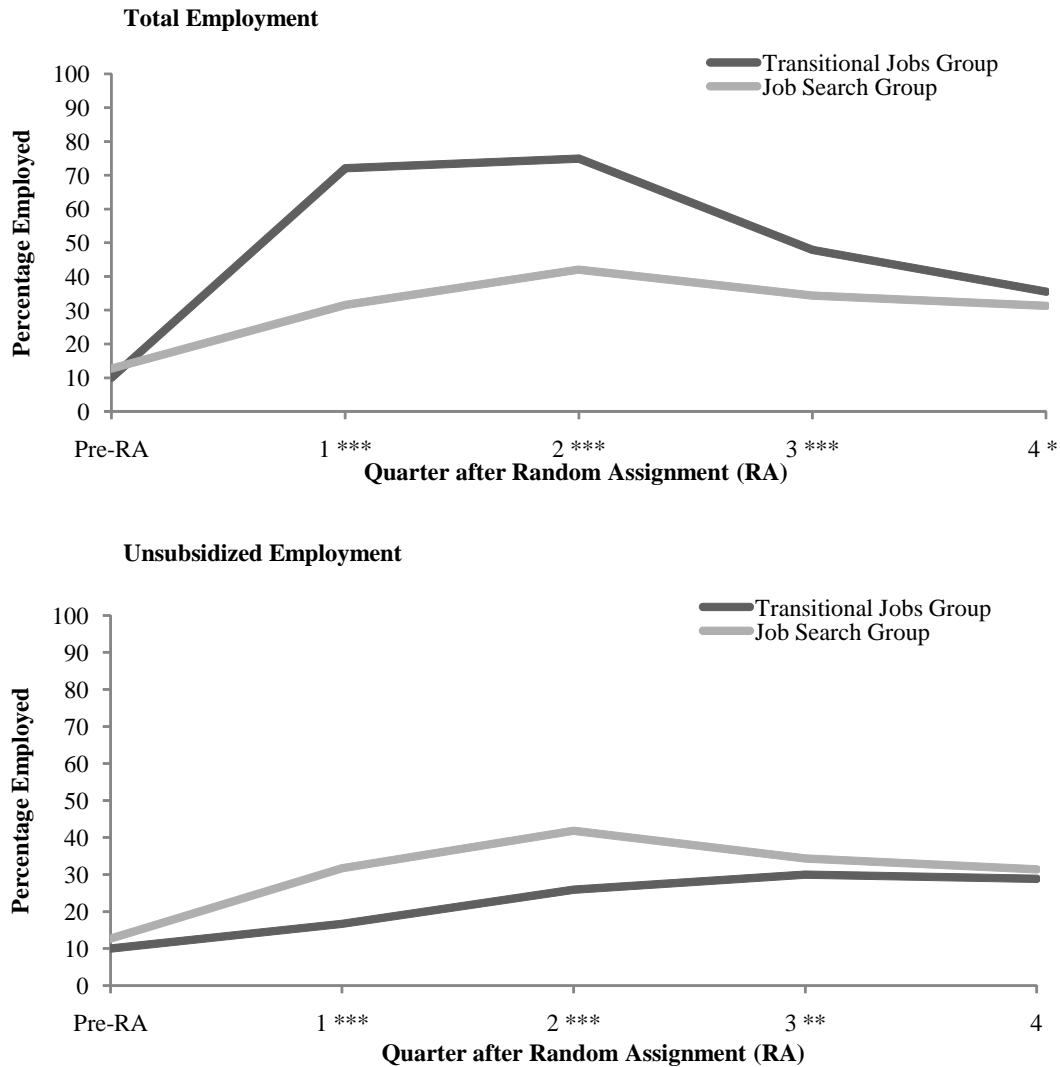 Total Employment
Transitional Jobs Group
Job Search Group
Percentage Employed
100
90
80
70
60
50
40
30
20
10
0
Pre-RA 1 *** 2 *** 3 *** 4 *
Quarter after Random Assignment (RA)
Unsubsidized Employment
Transitional Jobs Group
Job Search Group
Percentage Employed
100
90
80
70
60
50
40
30
20
10
0
Pre-RA 1 *** 2 *** 3 ** 4
Quarter after Random Assignment (RA)